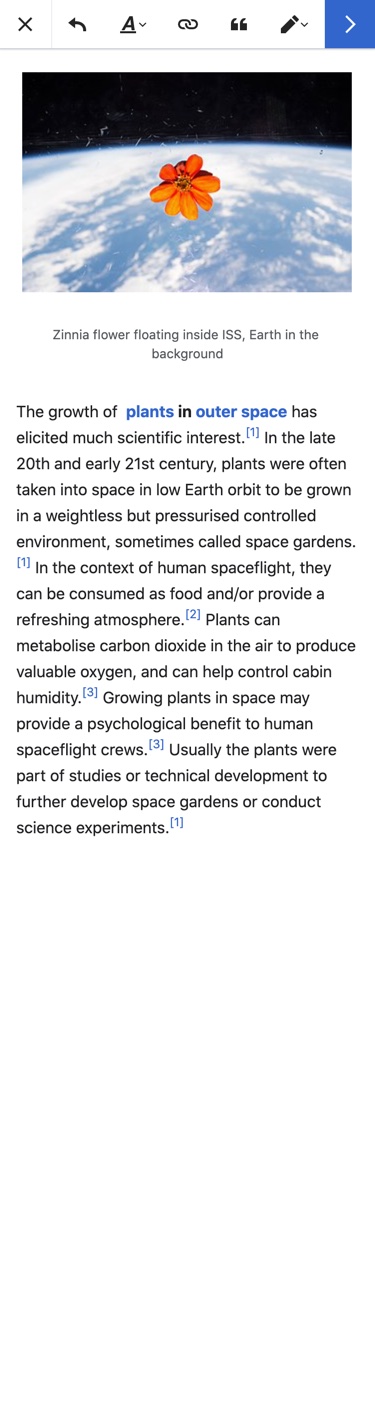 Zinnia flower floating inside ISS, Earth in the
background
The growth of  plants in outer space has
elicited much scientific interest.[1] In the late
20th and early 21st century, plants were often
taken into space in low Earth orbit to be grown
in a weightless but pressurised controlled
environment, sometimes called space gardens.
[1] In the context of human spaceflight, they
can be consumed as food and/or provide a
refreshing atmosphere.[2] Plants can
metabolise carbon dioxide in the air to produce
valuable oxygen, and can help control cabin
humidity.[3] Growing plants in space may
provide a psychological benefit to human
spaceflight crews.[3] Usually the plants were
part of studies or technical development to
further develop space gardens or conduct
science experiments.[1]